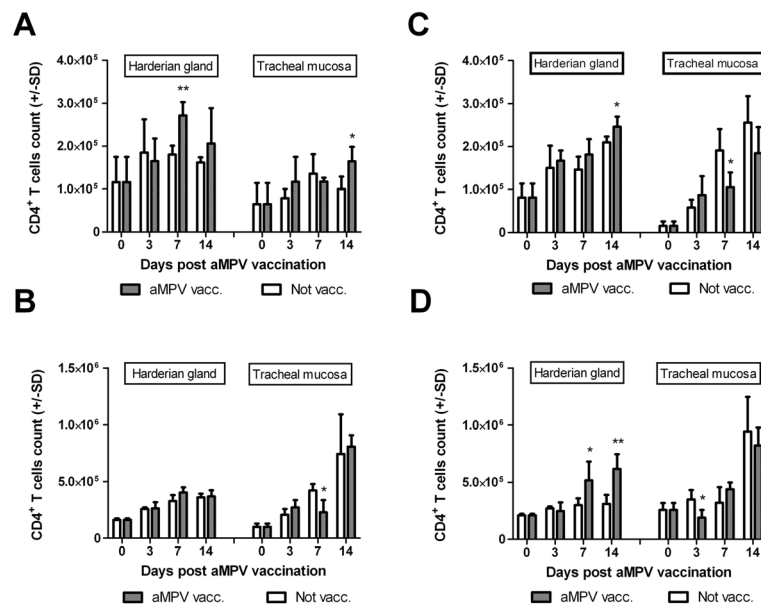 A
Harderian gland
Tracheal mucosa
CD4⁺ T cells count (+/-SD)
4.0×10⁵
3.0×10⁵
2.0×10⁵
1.0×10⁵
0
**
*
0 3 7 14 0 3 7 14
Days post aMPV vaccination
aMPV vacc. Not vacc.
C
Harderian gland
Tracheal mucosa
CD4⁺ T cells count (+/-SD)
4.0×10⁵
3.0×10⁵
2.0×10⁵
1.0×10⁵
0
*
*
0 3 7 14 0 3 7 14
Days post aMPV vaccination
aMPV vacc. Not vacc.
B
Harderian gland
Tracheal mucosa
CD4⁺ T cells count (+/-SD)
1.5×10⁶
1.0×10⁶
5.0×10⁵
0
*
0 3 7 14 0 3 7 14
Days post aMPV vaccination
aMPV vacc. Not vacc.
D
Harderian gland
Tracheal mucosa
CD4⁺ T cells count (+/-SD)
1.5×10⁶
1.0×10⁶
5.0×10⁵
0
*
**
*
0 3 7 14 0 3 7 14
Days post aMPV vaccination
aMPV vacc. Not vacc.